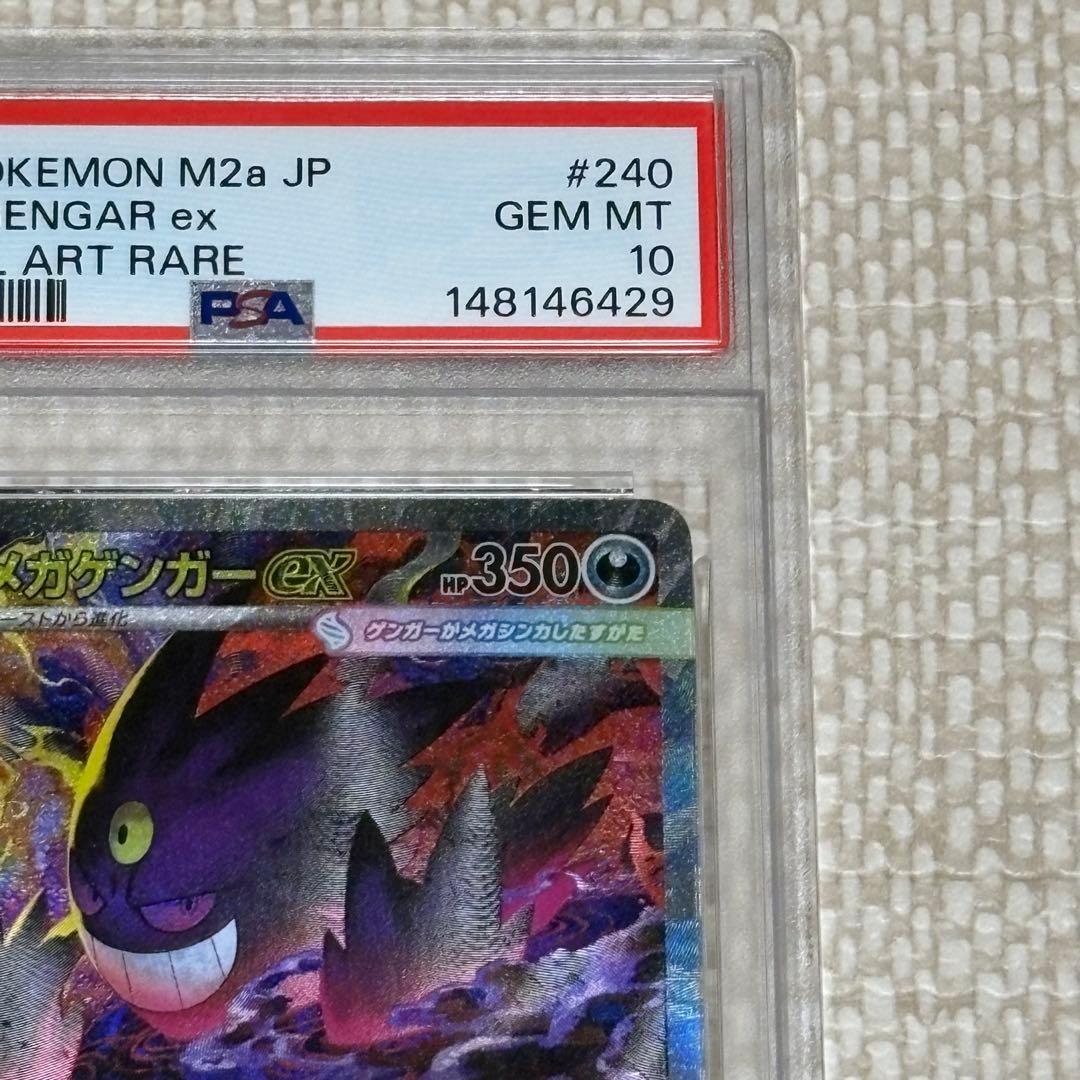 OKEMON M2a JP #240
ENGAR ex GEM MT
L ART RARE 10
PSA 148146429
メガゲンガーex HP350
ーストから進化
ゲンガーがメガシンカしたすがた